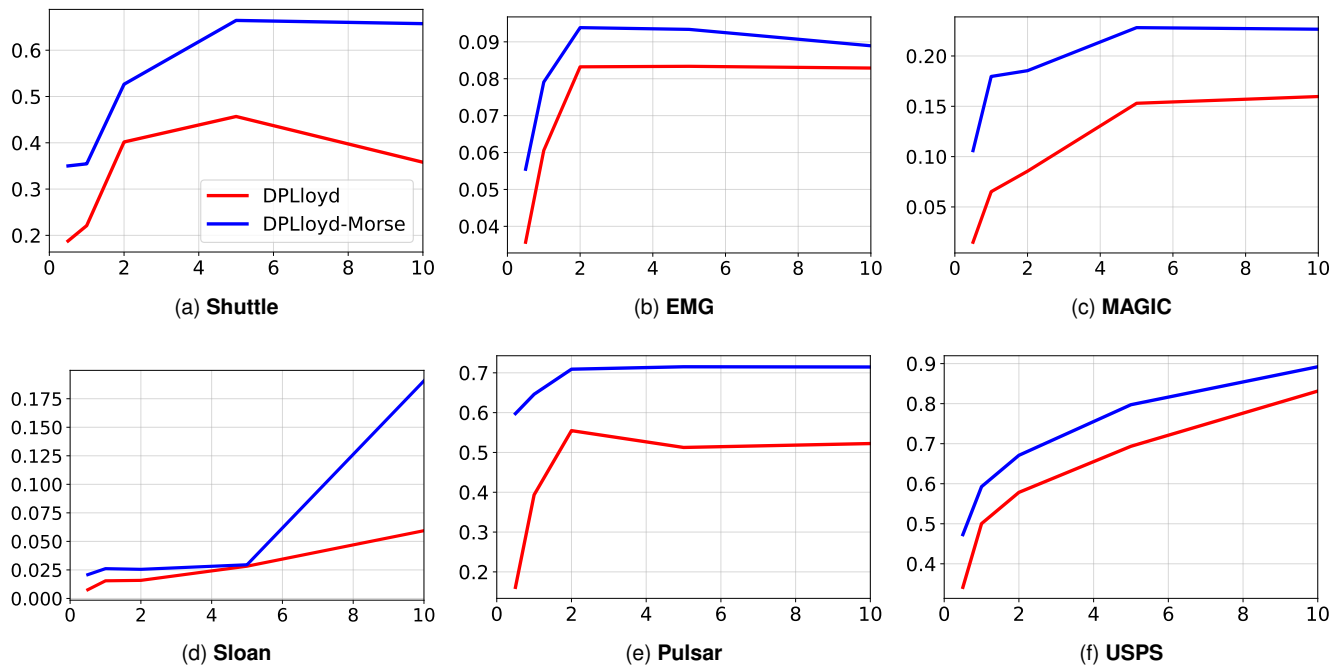 0.6
0.5
0.4
0.3
0.2
DPLloyd
DPLloyd-Morse
0 2 4 6 8 10
(a) Shuttle
0.09
0.08
0.07
0.06
0.05
0.04
0 2 4 6 8 10
(b) EMG
0.20
0.15
0.10
0.05
0 2 4 6 8 10
(c) MAGIC
0.175
0.150
0.125
0.100
0.075
0.050
0.025
0.000
0 2 4 6 8 10
(d) Sloan
0.7
0.6
0.5
0.4
0.3
0.2
0 2 4 6 8 10
(e) Pulsar
0.9
0.8
0.7
0.6
0.5
0.4
0 2 4 6 8 10
(f) USPS